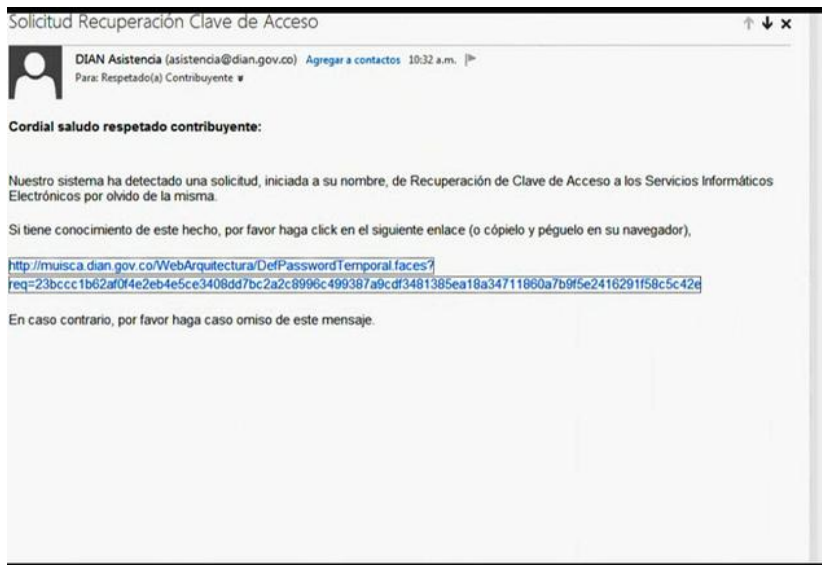 Solicitud Recuperación Clave de Acceso
DIAN Asistencia (asistencia@dian.gov.co) Agregar a contactos 10:32 a.m.
Para: Respetado(a) Contribuyente
Cordial saludo respetado contribuyente:
Nuestro sistema ha detectado una solicitud, iniciada a su nombre, de Recuperación de Clave de Acceso a los Servicios Informáticos
Electrónicos por olvido de la misma.
Si tiene conocimiento de este hecho, por favor haga click en el siguiente enlace (o cópielo y péguelo en su navegador),
http://muisca.dian.gov.co/WebArquitectura/DefPasswordTemporal.faces?
req=23bccc1b62af0f4e2eb4e5ce3408dd7bc2a2c8996c499387a9cdf3481385ea18a34711860a7b9f5e2416291f58c5c42e
En caso contrario, por favor haga caso omiso de este mensaje.